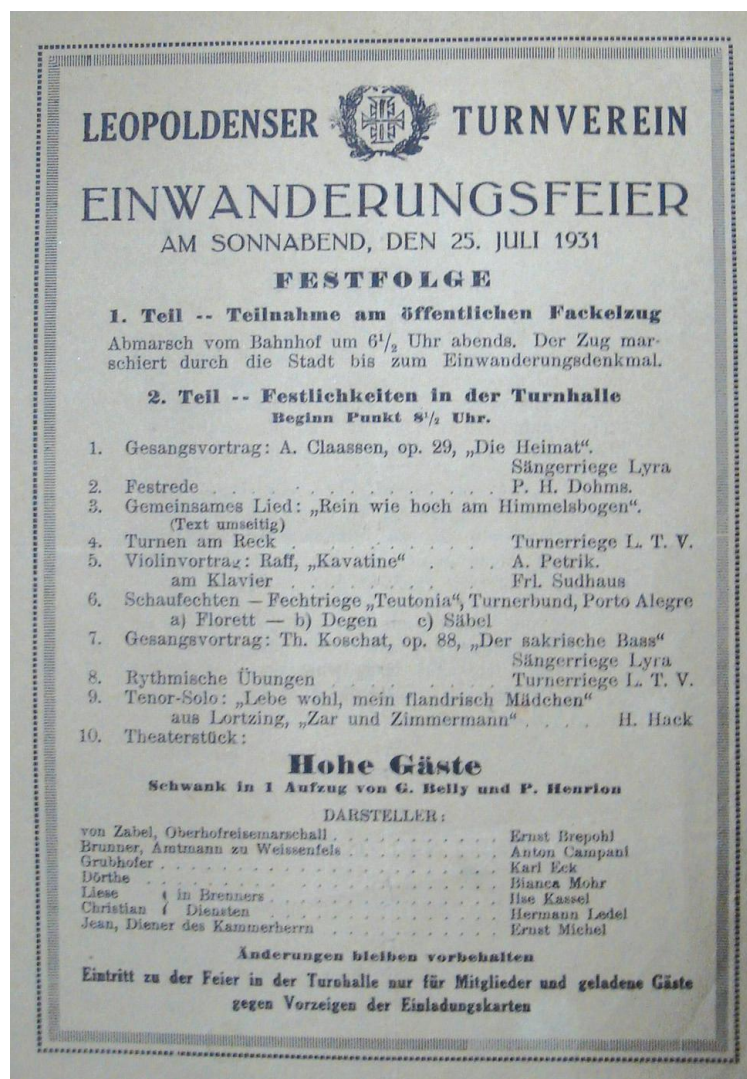 LEOPOLDENSER TURNVEREIN
EINWANDERUNGSFEIER
AM SONNABEND, DEN 25. JULI 1931
FESTFOLGE
1. Teil -- Teilnahme am öffentlichen Fackelzug
Abmarsch vom Bahnhof um 6 1/2 Uhr abends. Der Zug mar-
schiert durch die Stadt bis zum Einwanderungsdenkmal.
2. Teil -- Festlichkeiten in der Turnhalle
Beginn Punkt 8 1/2 Uhr.
1. Gesangsvortrag: A. Claassen, op. 29, „Die Heimat“.
Sängerriege Lyra
2. Festrede . . . . . . . . . . . . . . . P. H. Dohms.
3. Gemeinsames Lied: „Rein wie hoch am Himmelsbogen“.
(Text umseitig)
4. Turnen am Reck . . . . . . . . . Turnerriege L. T. V.
5. Violinvortrag: Raff, „Kavatine“ . . . . A. Petrik.
am Klavier . . . . . . . . . Frl. Sudhaus
6. Schaufechten — Fechtriege „Teutonia“, Turnerbund, Porto Alegre
a) Florett — b) Degen c) Säbel
7. Gesangsvortrag: Th. Koschat, op. 88, „Der sakrische Bass“
Sängerriege Lyra
8. Rytmische Übungen . . . . . . . . Turnerriege L. T. V.
9. Tenor-Solo: „Lebe wohl, mein flandrisch Mädchen“
aus Lortzing, „Zar und Zimmermann“ . . . . H. Hack
10. Theaterstück:
Hohe Gäste
Schwank in 1 Aufzug von G. Belly und P. Henrion
DARSTELLER:
von Zabel, Oberhofreisemarschall . . . . . . . . . . Ernst Brepohl
Brunner, Amtmann zu Weissenfels . . . . . . . . . . Anton Campani
Grubhofer . . . . . . . . . . . . . . . . . . . . Karl Eck
Dörthe . . . . . . . . . . . . . . . . . . . . Bianca Mohr
Liese { in Brenners . . . . . . . . . . . . . . Ilse Kassel
Christian { Diensten . . . . . . . . . . . . . . Hermann Ledel
Jean, Diener des Kammerherrn . . . . . . . . . . . Ernst Michel
Änderungen bleiben vorbehalten
Eintritt zu der Feier in der Turnhalle nur für Mitglieder und geladene Gäste
gegen Vorzeigen der Einladungskarten